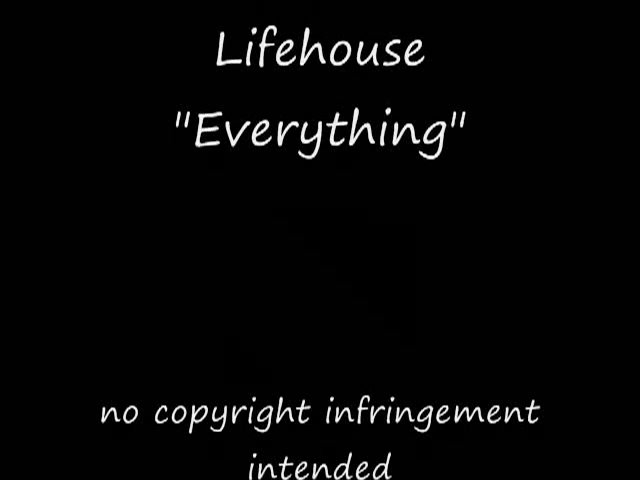 Lifehouse
"Everything"
no copyright infringement
intended